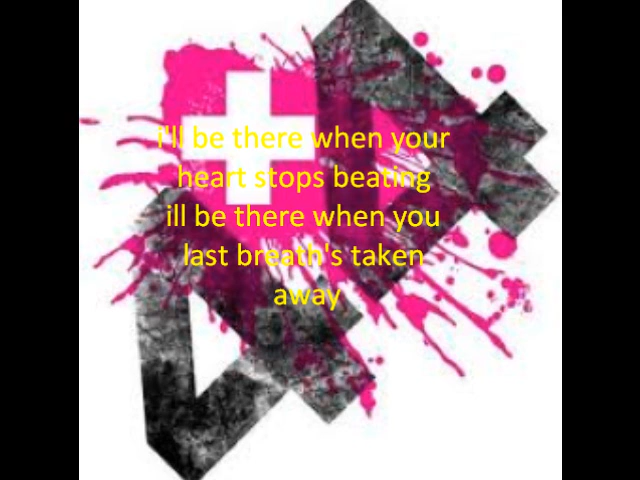 i'll be there when your
heart stops beating
ill be there when you
last breath's taken
away